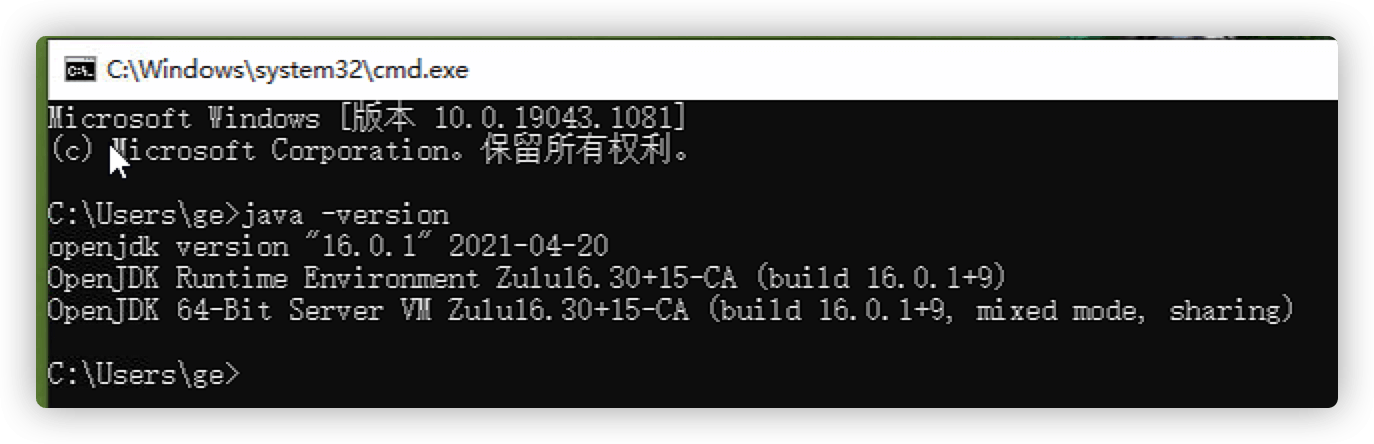 C:\Windows\system32\cmd.exe
Microsoft Windows [版本 10.0.19043.1081]
(c) Microsoft Corporation。保留所有权利。
C:\Users\ge>java -version
openjdk version "16.0.1" 2021-04-20
OpenJDK Runtime Environment Zulu16.30+15-CA (build 16.0.1+9)
OpenJDK 64-Bit Server VM Zulu16.30+15-CA (build 16.0.1+9, mixed mode, sharing)
C:\Users\ge>